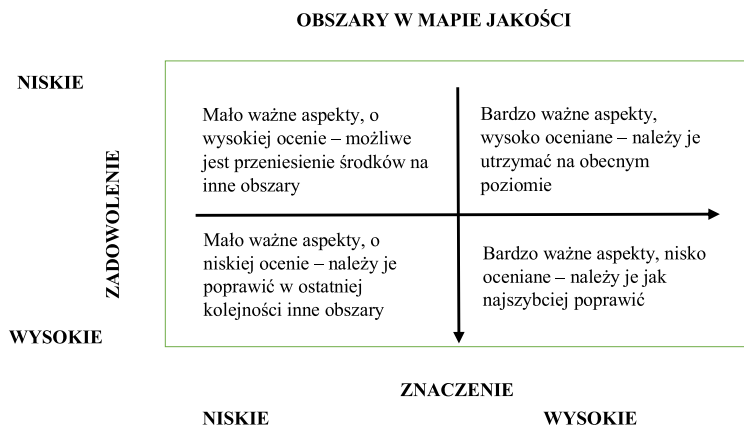 OBSZARY W MAPIE JAKOŚCI
NISKIE
Mało ważne aspekty, o
wysokiej ocenie – możliwe
jest przeniesienie środków na
inne obszary
Bardzo ważne aspekty,
wysoko oceniane – należy je
utrzymać na obecnym
poziomie
ZADOWOLENIE
Mało ważne aspekty, o
niskiej ocenie – należy je
poprawić w ostatniej
kolejności inne obszary
Bardzo ważne aspekty, nisko
oceniane – należy je jak
najszybciej poprawić
WYSOKIE
ZNACZENIE
NISKIE
WYSOKIE